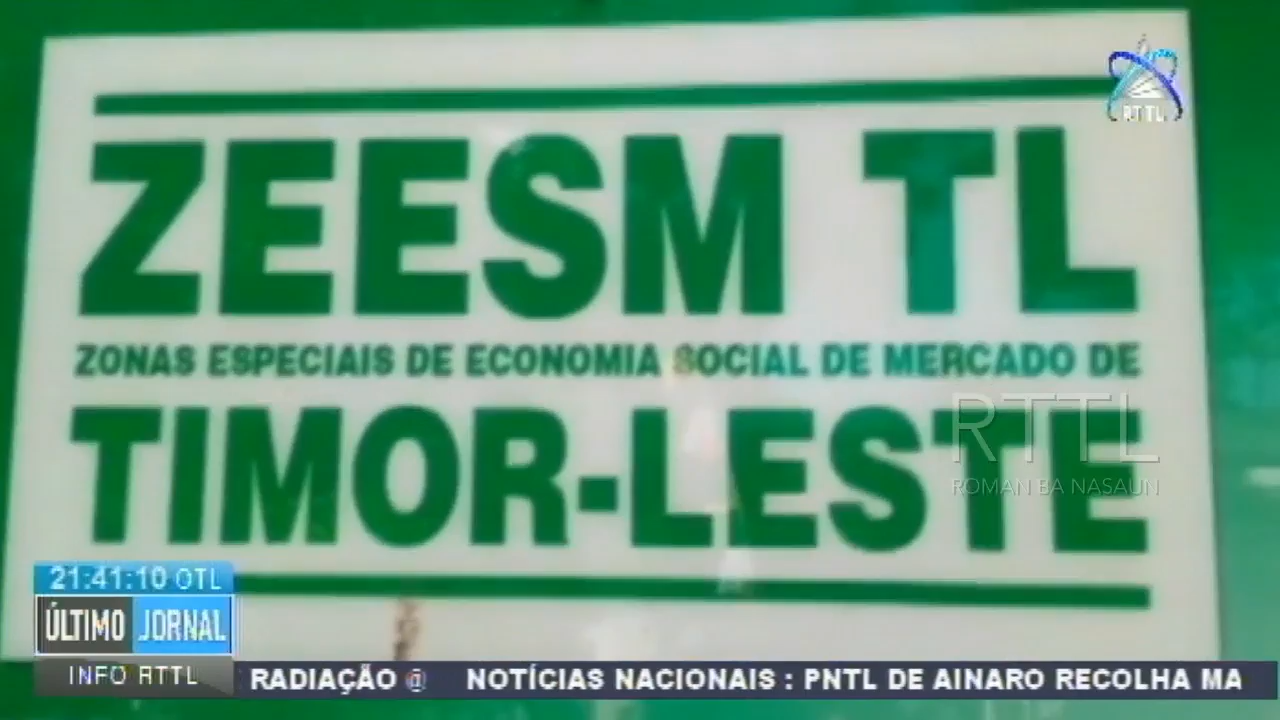 RTTL
ZEESM TL
ZONAS ESPECIAIS DE ECONOMIA SOCIAL DE MERCADO DE
TIMOR-LESTE
RTTL
ROMAN BA NASAUN
21:41:10 OTL
ÚLTIMO JORNAL
INFO RTTL
RADIAÇÃO @ NOTÍCIAS NACIONAIS : PNTL DE AINARO RECOLHA MA